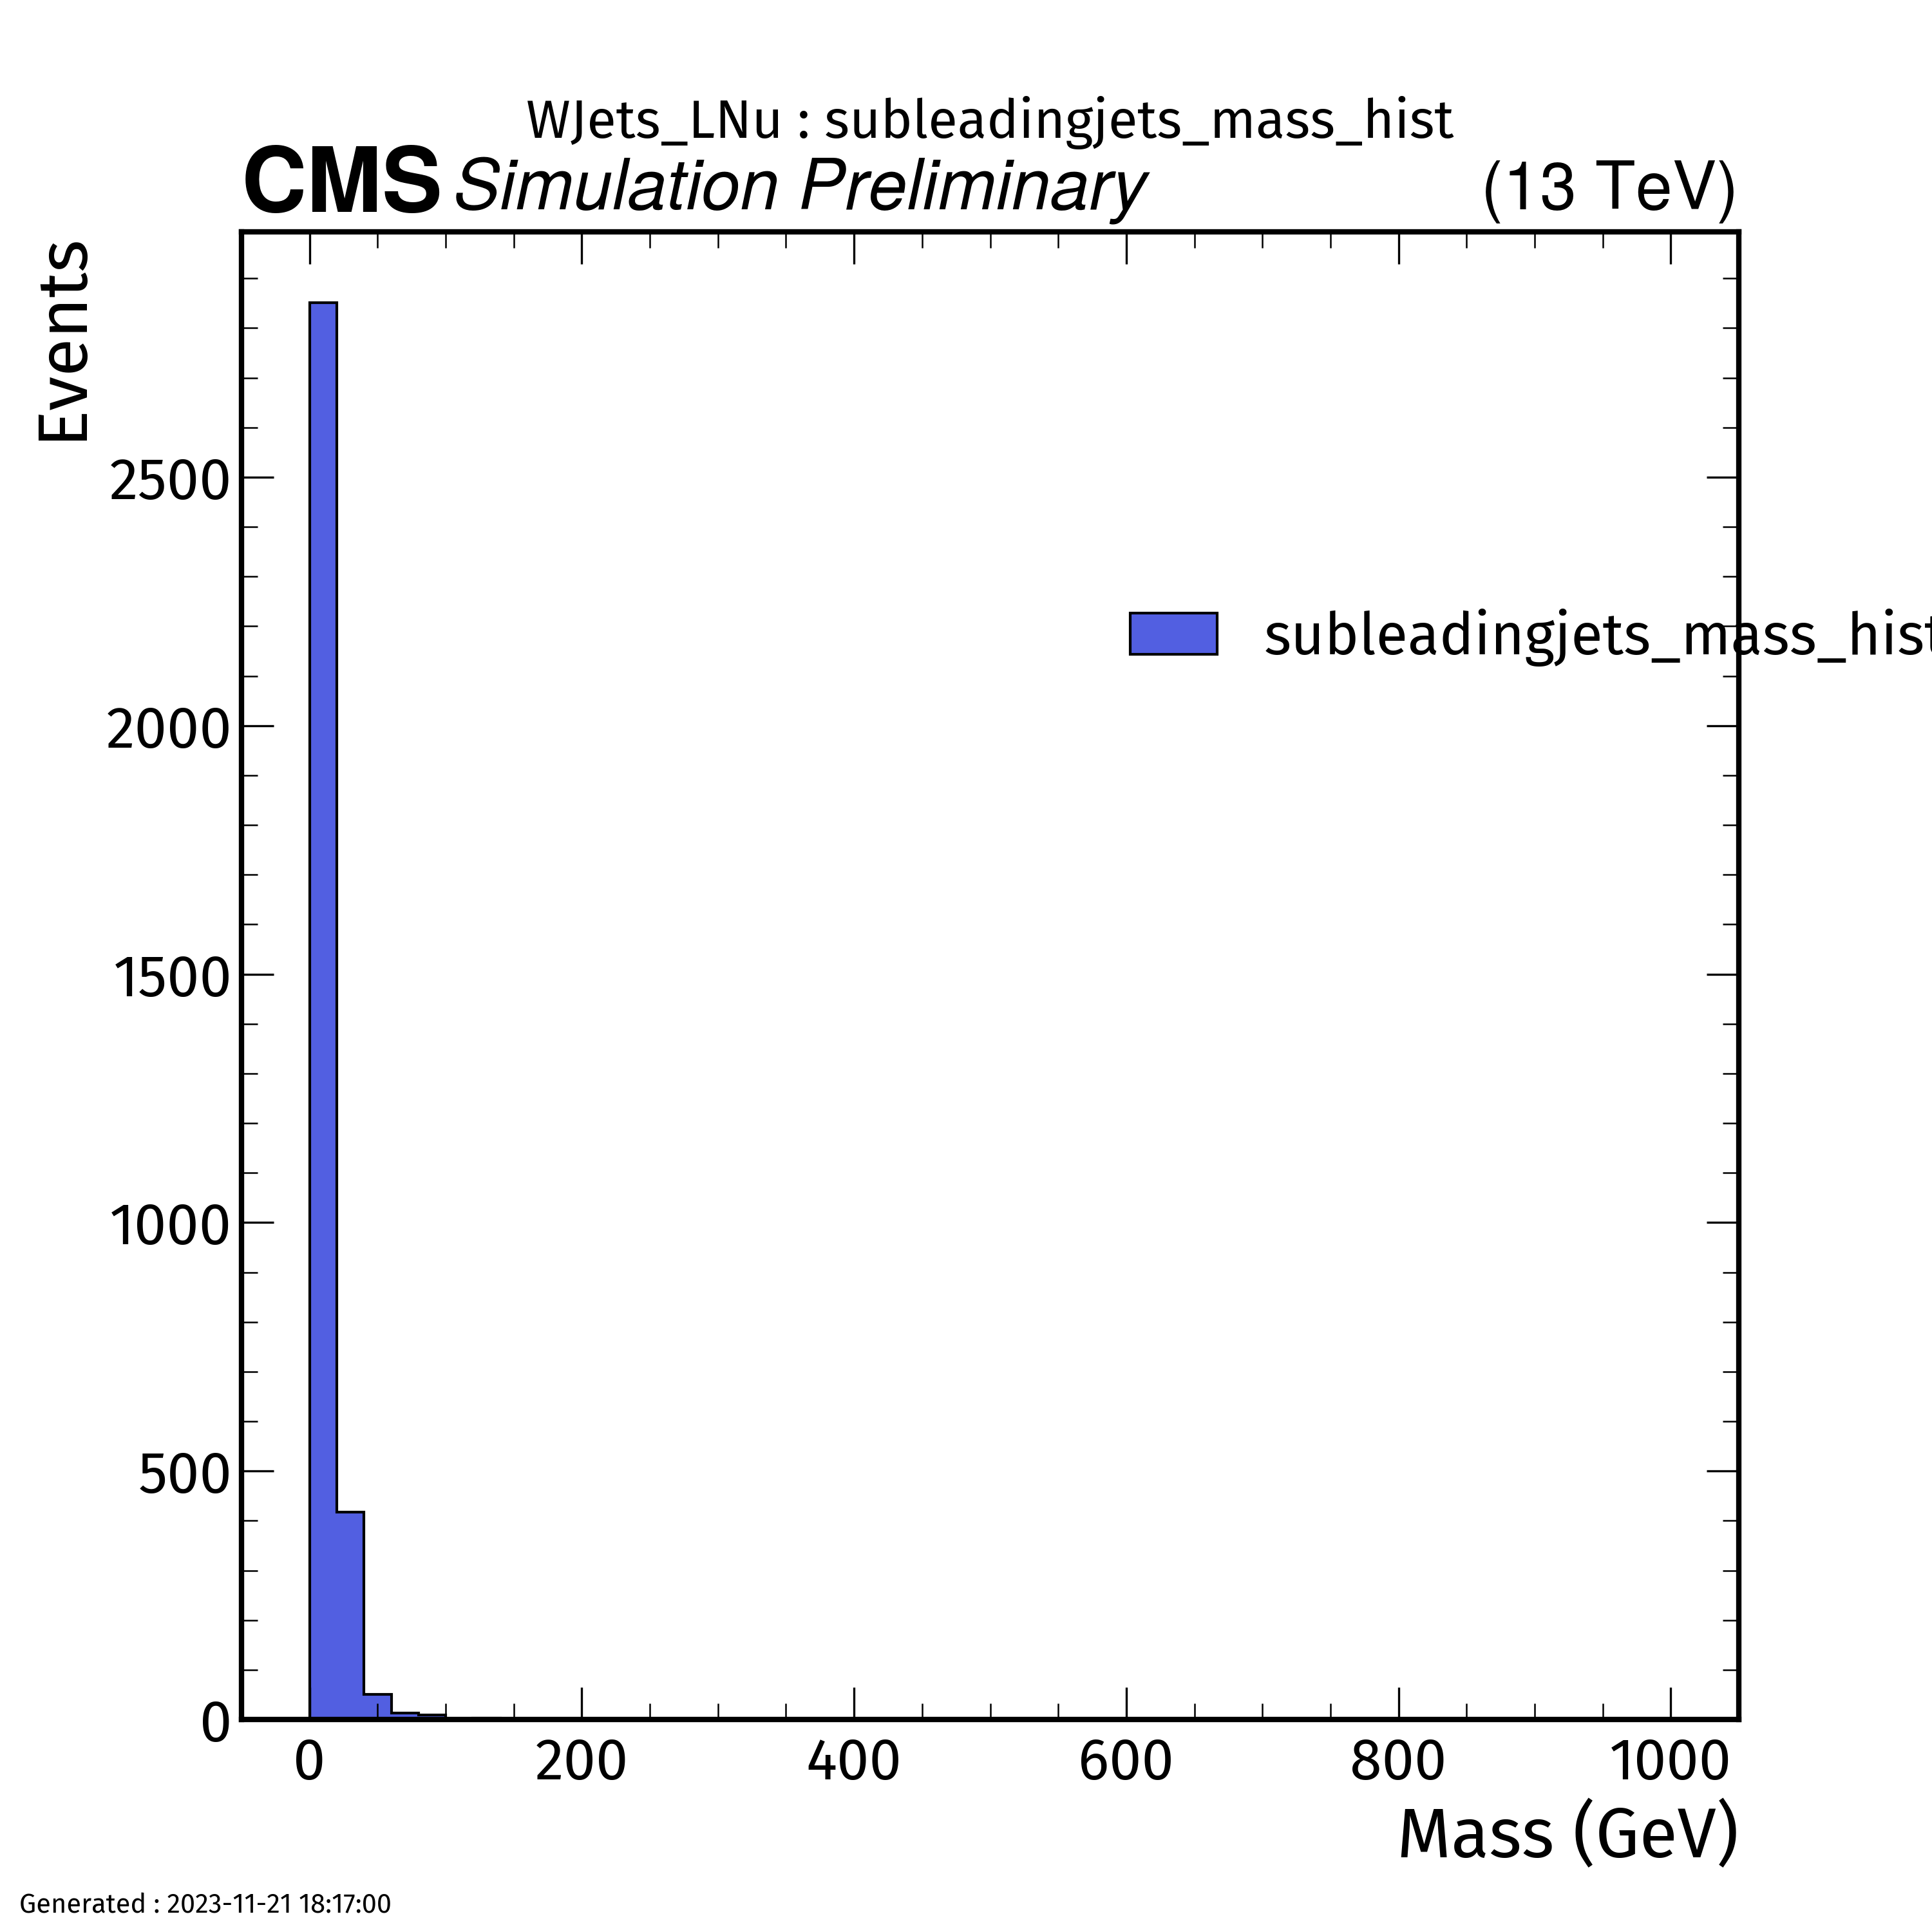 WJets_LNu : subleadingjets_mass_hist
CMS Simulation Preliminary (13 TeV)
Events
2500
subleadingjets_mass_hist
2000
1500
1000
500
0
0 200 400 600 800 1000
Mass (GeV)
Generated : 2023-11-21 18:17:00